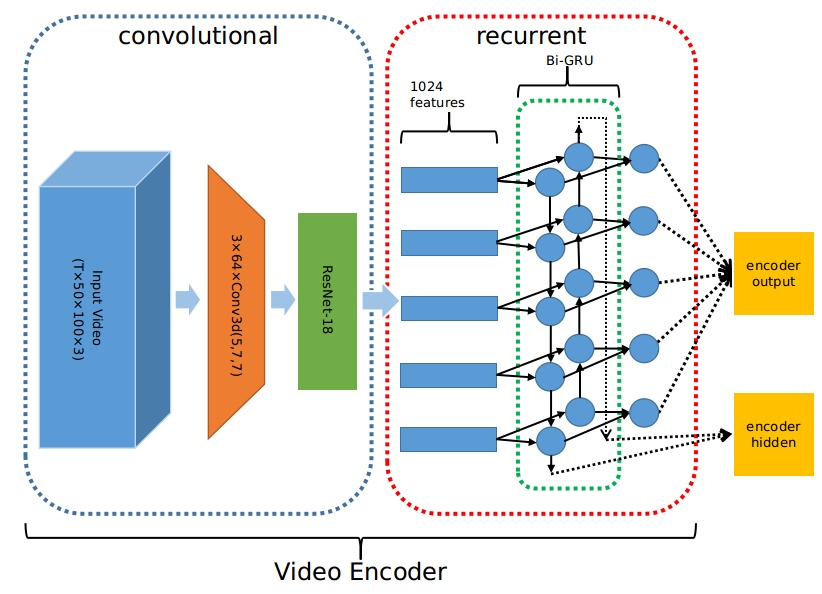 convolutional
recurrent
Bi-GRU
1024
features
Input Video
(T×50×100×3)
3×64×Conv3d(5,7,7)
ResNet-18
encoder
output
encoder
hidden
Video Encoder